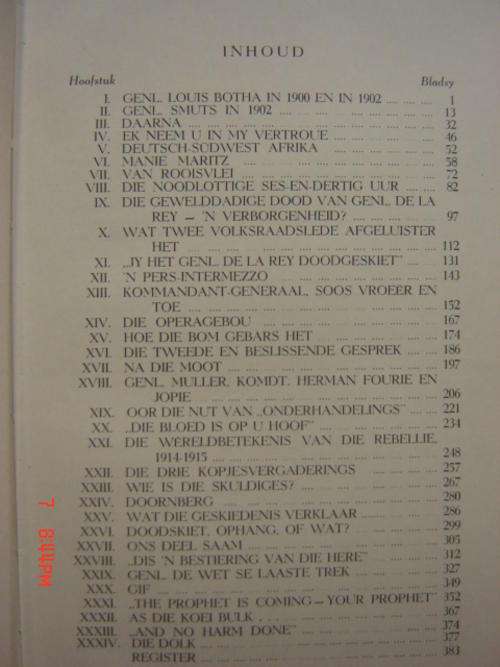 INHOUD
Hoofstuk Bladsy
I. GENL. LOUIS BOTHA IN 1900 EN IN 1902 .... .... .... 1
II. GENL. SMUTS IN 1902 .... .... .... .... .... .... 13
III. DAARNA .... .... .... .... .... .... .... .... 32
IV. EK NEEM U IN MY VERTROUE .... .... .... .... 46
V. DEUTSCH-SÜDWEST AFRIKA .... .... .... .... 52
VI. MANIE MARITZ .... .... .... .... .... .... 58
VII. VAN ROOISVLEI .... .... .... .... .... .... 72
VIII. DIE NOODLOTTIGE SES-EN-DERTIG UUR .... .... 82
IX. DIE GEWELDDADIGE DOOD VAN GENL. DE LA
REY — 'N VERBORGENHEID? .... .... .... .... 97
X. WAT TWEE VOLKSRAADSLEDE AFGELUISTER
HET .... .... .... .... .... .... .... .... 112
XI. „JY HET GENL. DE LA REY DOODGESKIET” .... .... 131
XII. 'N PERS-INTERMEZZO .... .... .... .... .... 143
XIII. KOMMANDANT-GENERAAL, SOOS VROEËR EN
TOE .... .... .... .... .... .... .... .... 152
XIV. DIE OPERAGEBOU .... .... .... .... .... .... 167
XV. HOE DIE BOM GEBARS HET .... .... .... .... 174
XVI. DIE TWEEDE EN BESLISSENDE GESPREK .... .... 186
XVII. NA DIE MOOT .... .... .... .... .... .... 197
XVIII. GENL. MULLER, KOMDT. HERMAN FOURIE EN
JOPIE .... .... .... .... .... .... .... 206
XIX. OOR DIE NUT VAN „ONDERHANDELINGS” .... .... 221
XX. „DIE BLOED IS OP U HOOF” .... .... .... .... 234
XXI. DIE WÊRELDBETEKENIS VAN DIE REBELLIE,
1914-1915 .... .... .... .... .... .... .... 248
XXII. DIE DRIE KOPJESVERGADERINGS .... .... .... 257
XXIII. WIE IS DIE SKULDIGES? .... .... .... .... 267
XXIV. DOORNBERG .... .... .... .... .... .... 280
XXV. WAT DIE GESKIEDENIS VERKLAAR .... .... .... 286
XXVI. DOODSKIET, OPHANG, OF WAT? .... .... .... 299
XXVII. ONS DEEL SAAM .... .... .... .... .... .... 305
XXVIII. „DIS 'N BESTIERING VAN DIE HERE” .... .... .... 312
XXIX. GENL. DE WET SE LAASTE TREK .... .... .... 327
XXX. GIF .... .... .... .... .... .... .... .... 349
XXXI. „THE PROPHET IS COMING — YOUR PROPHET” 352
XXXII. AS DIE KOEI BULK . . . .... .... .... .... .... 367
XXXIII. „AND NO HARM DONE” .... .... .... .... .... 374
XXXIV. DIE DOLK .... .... .... .... .... .... .... 377
REGISTER .... .... .... .... .... .... .... 383
7 8:44PM